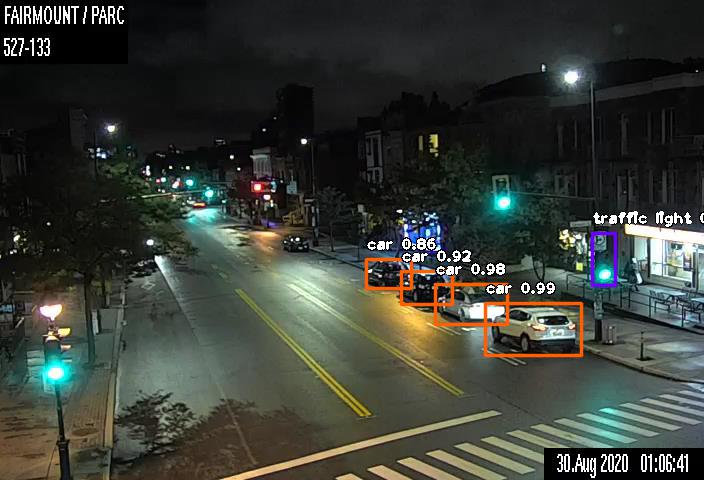 FAIRMOUNT / PARC
527-133
traffic light 0
car 0.86
car 0.92
car 0.98
car 0.99
30.Aug 2020 01:06:41